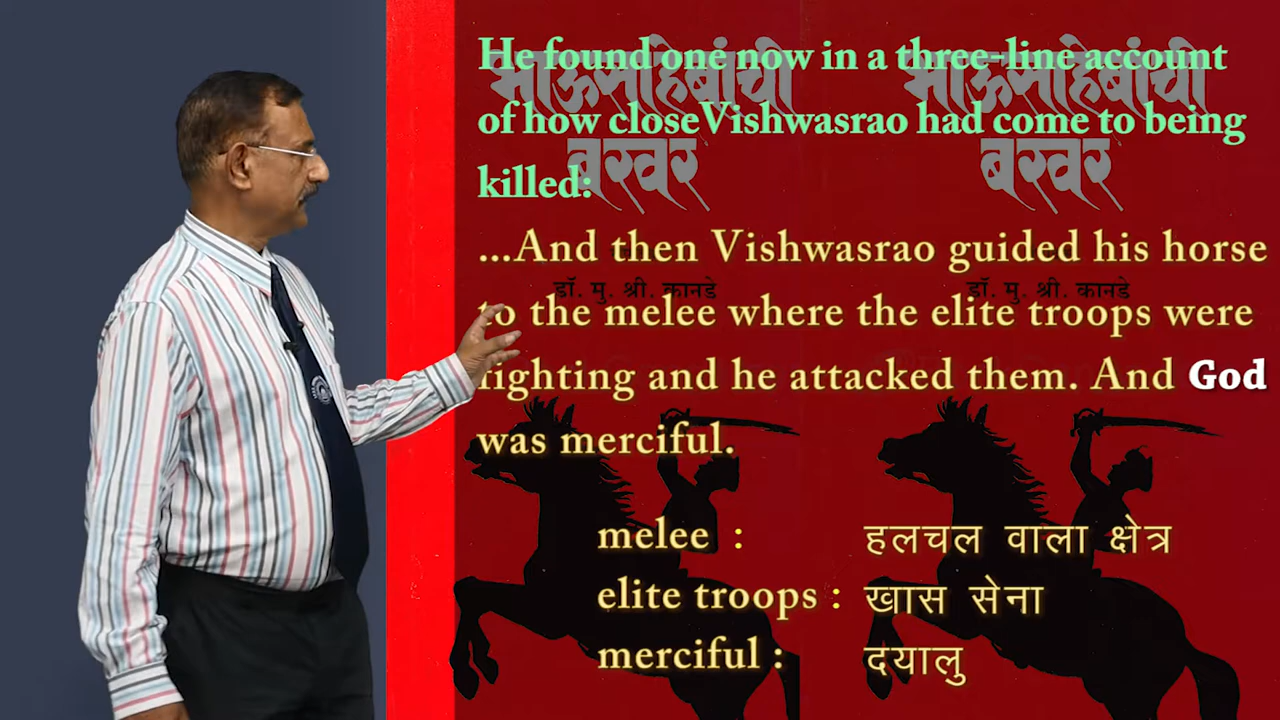 He found one now in a three-line account
of how closeVishwasrao had come to being
killed:
...And then Vishwasrao guided his horse
to the melee where the elite troops were
fighting and he attacked them. And God
was merciful.
melee : हलचल वाला क्षेत्र
elite troops : खास सेना
merciful : दयालु
भाऊसाहेबांची
बखर
डॉ. मु. श्री. कानडे
भाऊसाहेबांची
बखर
डॉ. मु. श्री. कानडे